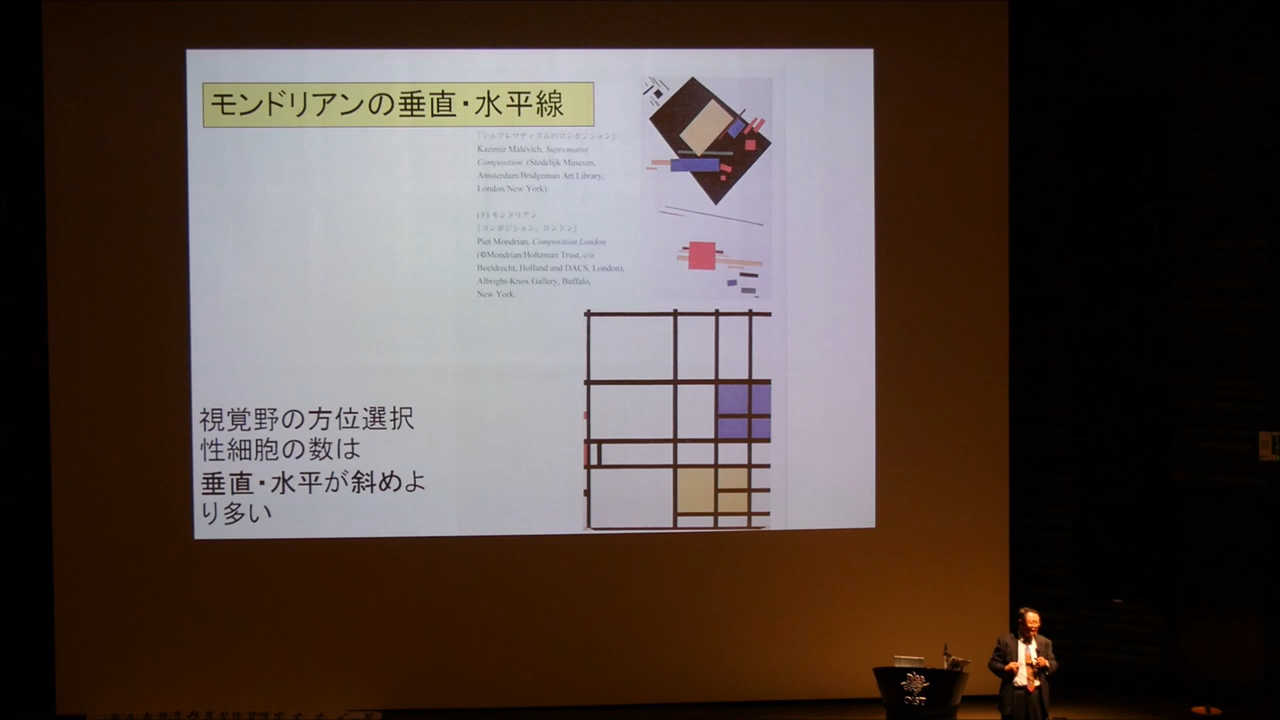 モンドリアンの垂直・水平線
「シュプレマティズムのコンポジション」
Kazimir Malevich, Suprematist
Composition (Stedelijk Museum,
Amsterdam/Bridgeman Art Library,
London/New York).
(下) モンドリアン
「コンポジション、ロンドン」
Piet Mondrian, Composition London
(©Mondrian/Holtzman Trust, c/o
Beeldrecht, Holland and DACS, London),
Albright-Knox Gallery, Buffalo,
New York.
視覚野の方位選択
性細胞の数は
垂直・水平が斜めよ
り多い
OIST